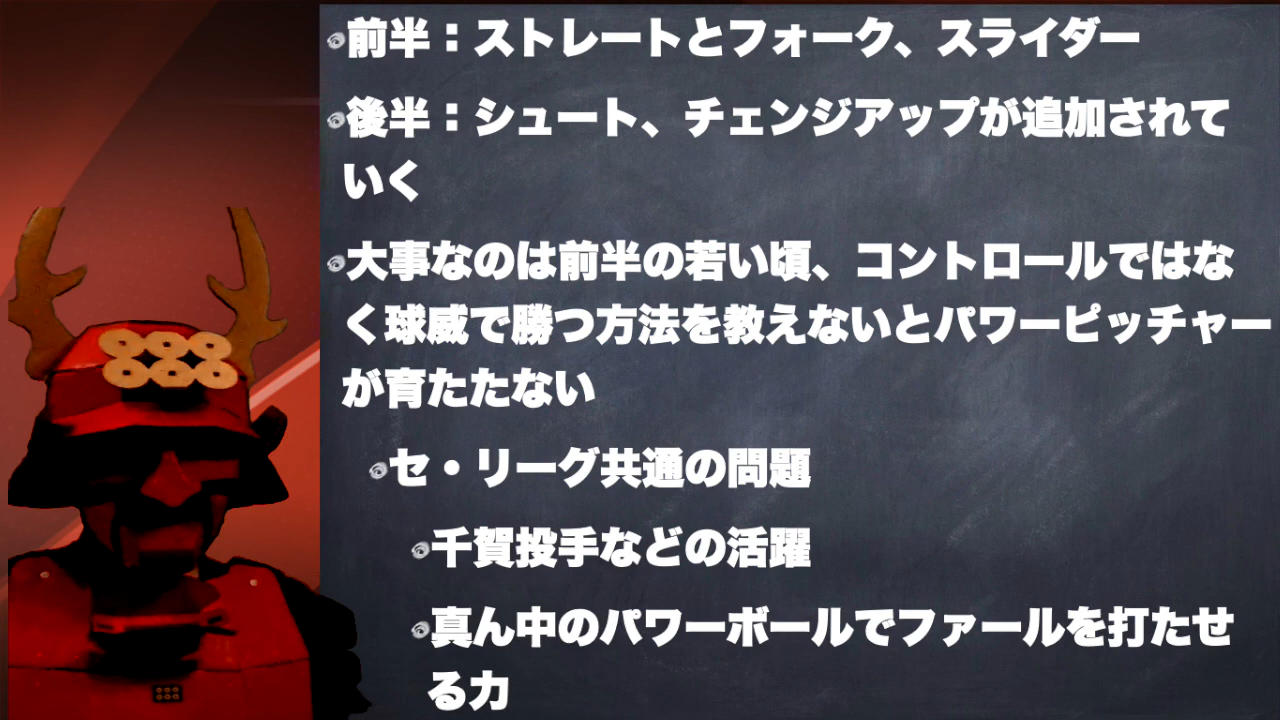 前半：ストレートとフォーク、スライダー
後半：シュート、チェンジアップが追加されて
いく
大事なのは前半の若い頃、コントロールではな
く球威で勝つ方法を教えないとパワーピッチャー
が育たたない
セ・リーグ共通の問題
千賀投手などの活躍
真ん中のパワーボールでファールを打たせ
る力